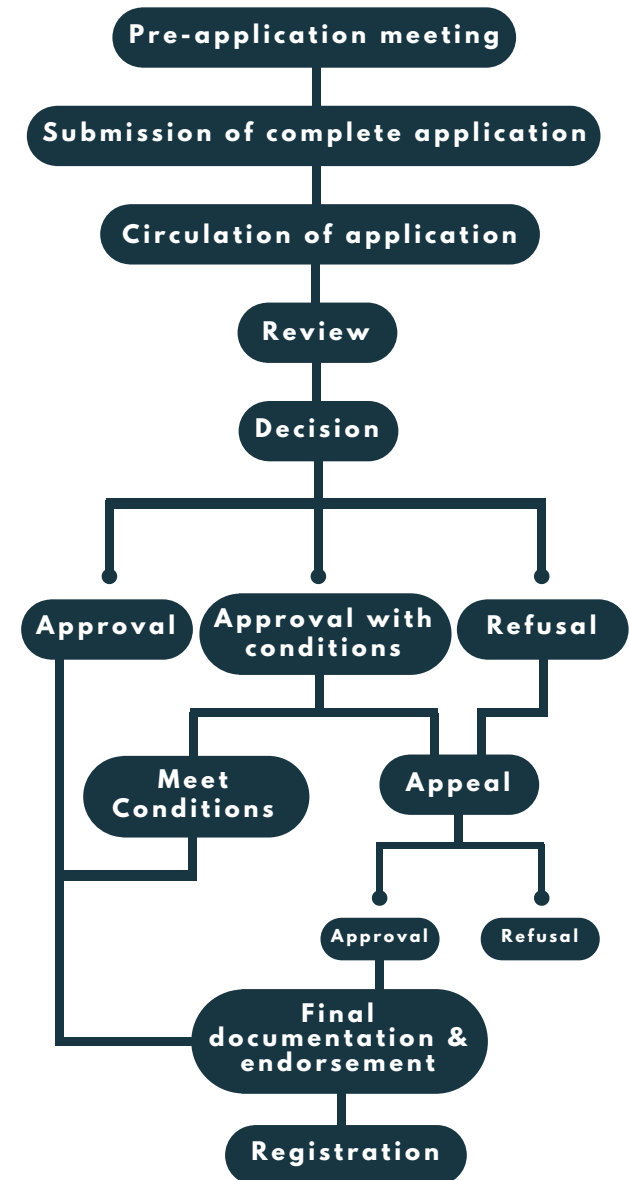 Pre-application meeting
Submission of complete application
Circulation of application
Review
Decision
Approval
Approval with
conditions
Refusal
Meet
Conditions
Appeal
Approval
Refusal
Final
documentation &
endorsement
Registration